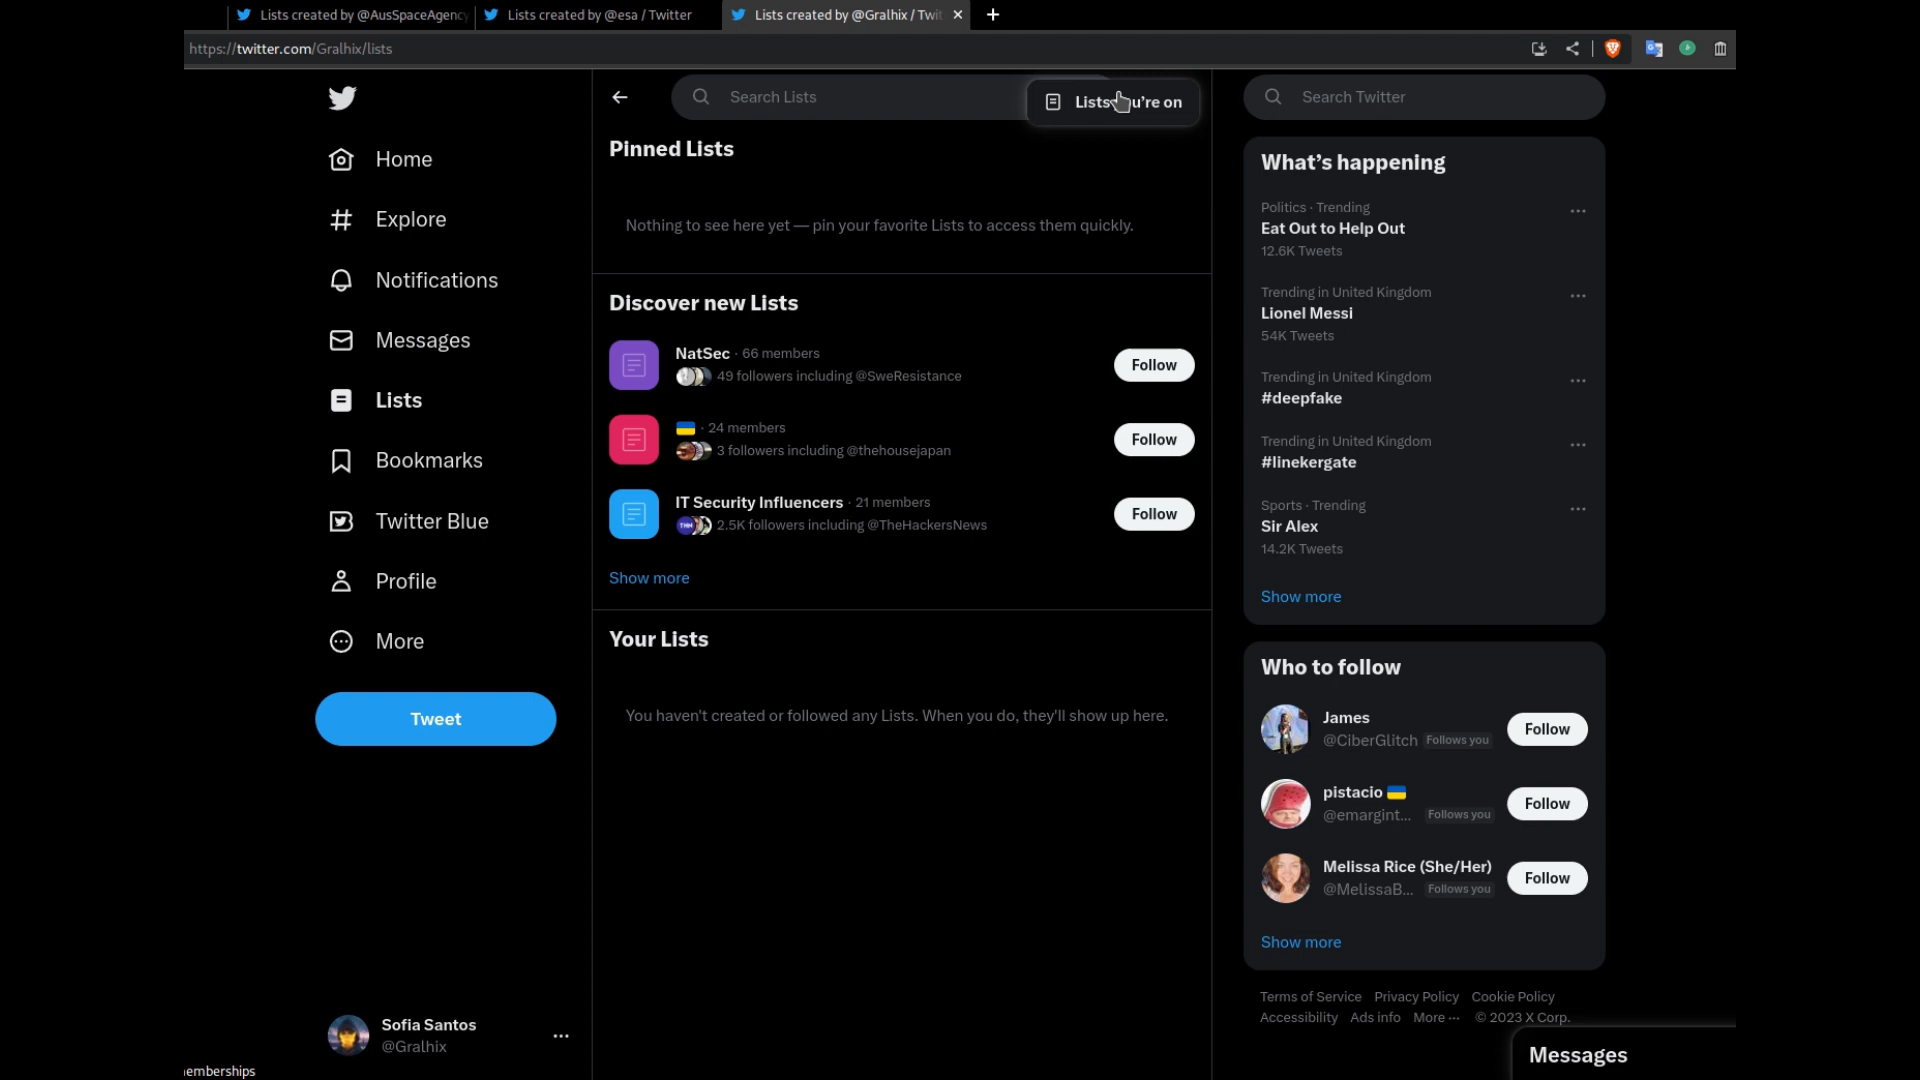 Lists created by @AusSpaceAgency
Lists created by @esa / Twitter
Lists created by @Gralhix / Twit
https://twitter.com/Gralhix/lists
Home
Explore
Notifications
Messages
Lists
Bookmarks
Twitter Blue
Profile
More
Tweet
Sofia Santos
@Gralhix
emberships
Search Lists
Lists you're on
Pinned Lists
Nothing to see here yet — pin your favorite Lists to access them quickly.
Discover new Lists
NatSec · 66 members
49 followers including @SweResistance
Follow
🇺🇦 · 24 members
3 followers including @thehousejapan
Follow
IT Security Influencers · 21 members
THN
2.5K followers including @TheHackersNews
Follow
Show more
Your Lists
You haven't created or followed any Lists. When you do, they'll show up here.
Search Twitter
What's happening
Politics · Trending
Eat Out to Help Out
12.6K Tweets
Trending in United Kingdom
Lionel Messi
54K Tweets
Trending in United Kingdom
#deepfake
Trending in United Kingdom
#linekergate
Sports · Trending
Sir Alex
14.2K Tweets
Show more
Who to follow
James
@CiberGlitch Follows you
Follow
pistacio 🇺🇦
@emargint... Follows you
Follow
Melissa Rice (She/Her)
@MelissaB... Follows you
Follow
Show more
Terms of Service Privacy Policy Cookie Policy
Accessibility Ads info More ··· © 2023 X Corp.
Messages